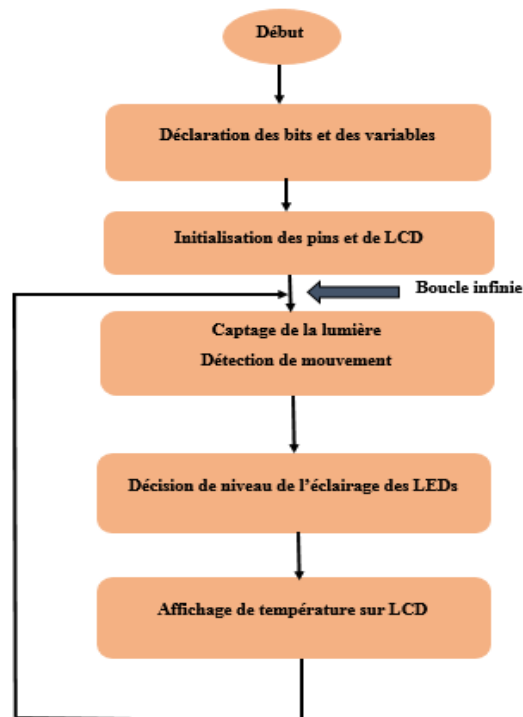 Début
Déclaration des bits et des variables
Initialisation des pins et de LCD
Boucle infinie
Captage de la lumière
Détection de mouvement
Décision de niveau de l'éclairage des LEDs
Affichage de température sur LCD